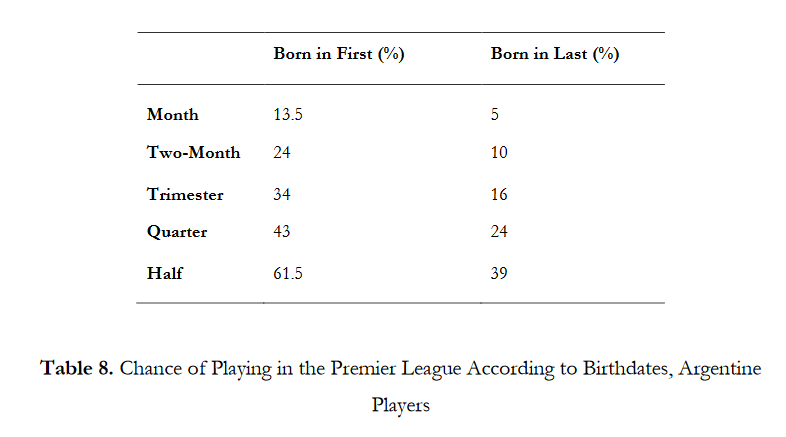 Born in First (%) Born in Last (%)
Month 13.5 5
Two-Month 24 10
Trimester 34 16
Quarter 43 24
Half 61.5 39
Table 8. Chance of Playing in the Premier League According to Birthdates, Argentine
Players